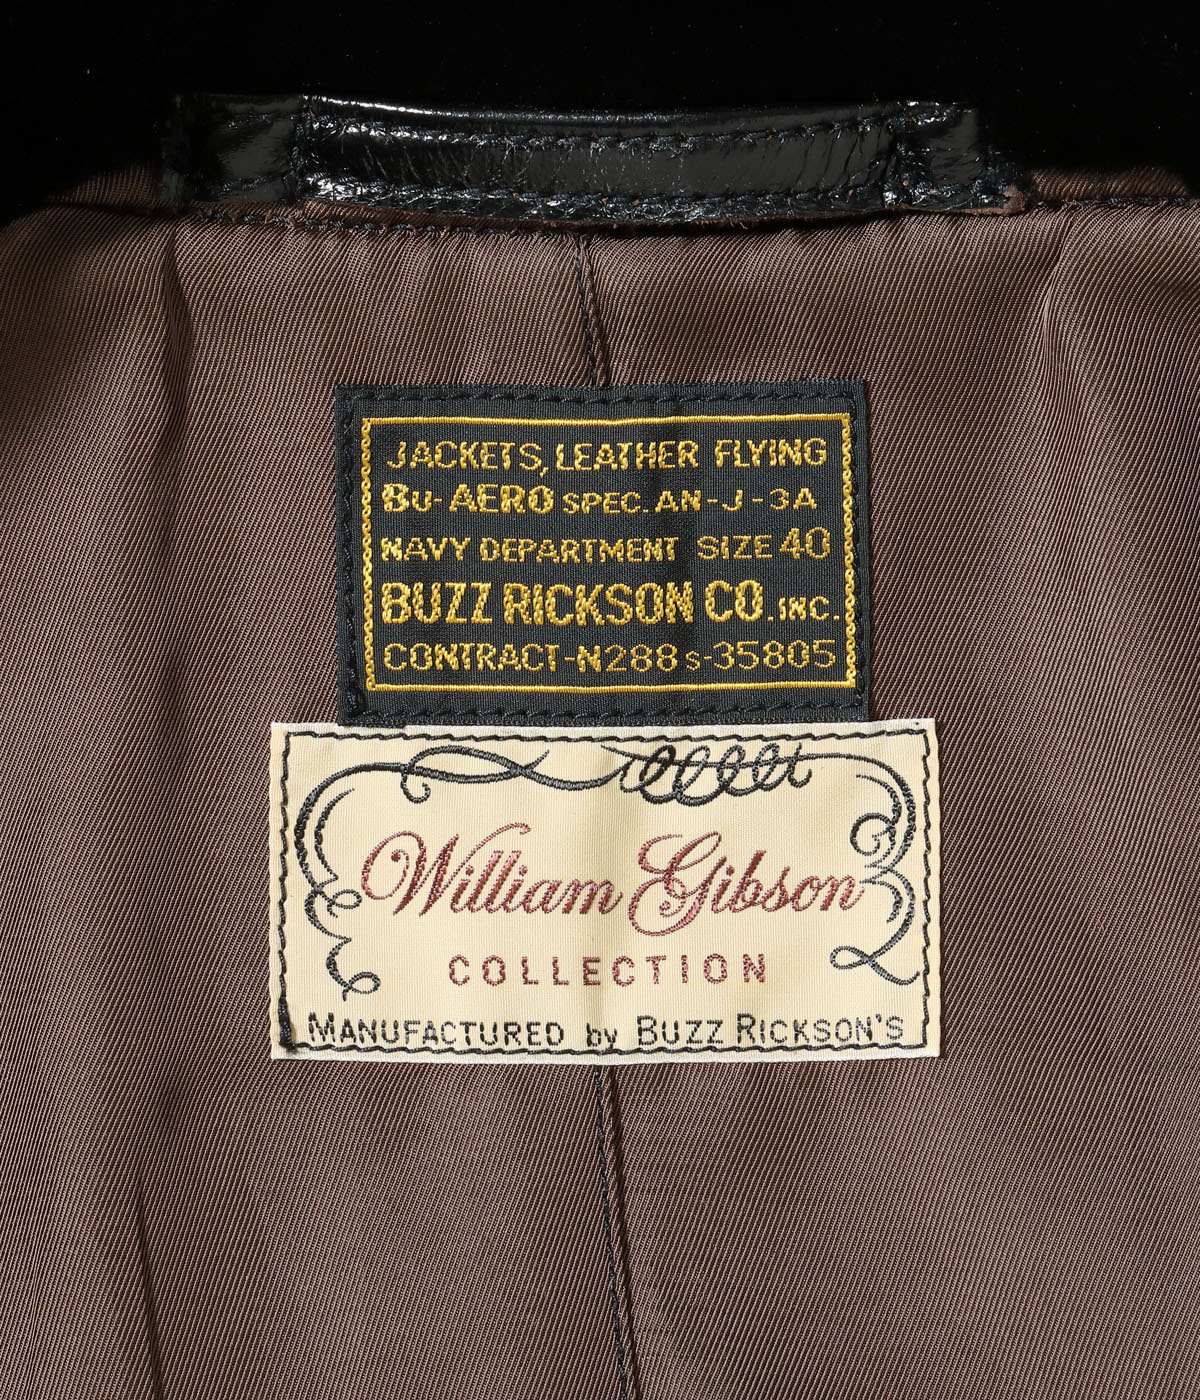 JACKETS, LEATHER FLYING
BU-AERO SPEC. AN-J-3A
NAVY DEPARTMENT SIZE 40
BUZZ RICKSON CO. INC.
CONTRACT-N288s-35805
William Gibson
COLLECTION
MANUFACTURED by BUZZ RICKSON'S